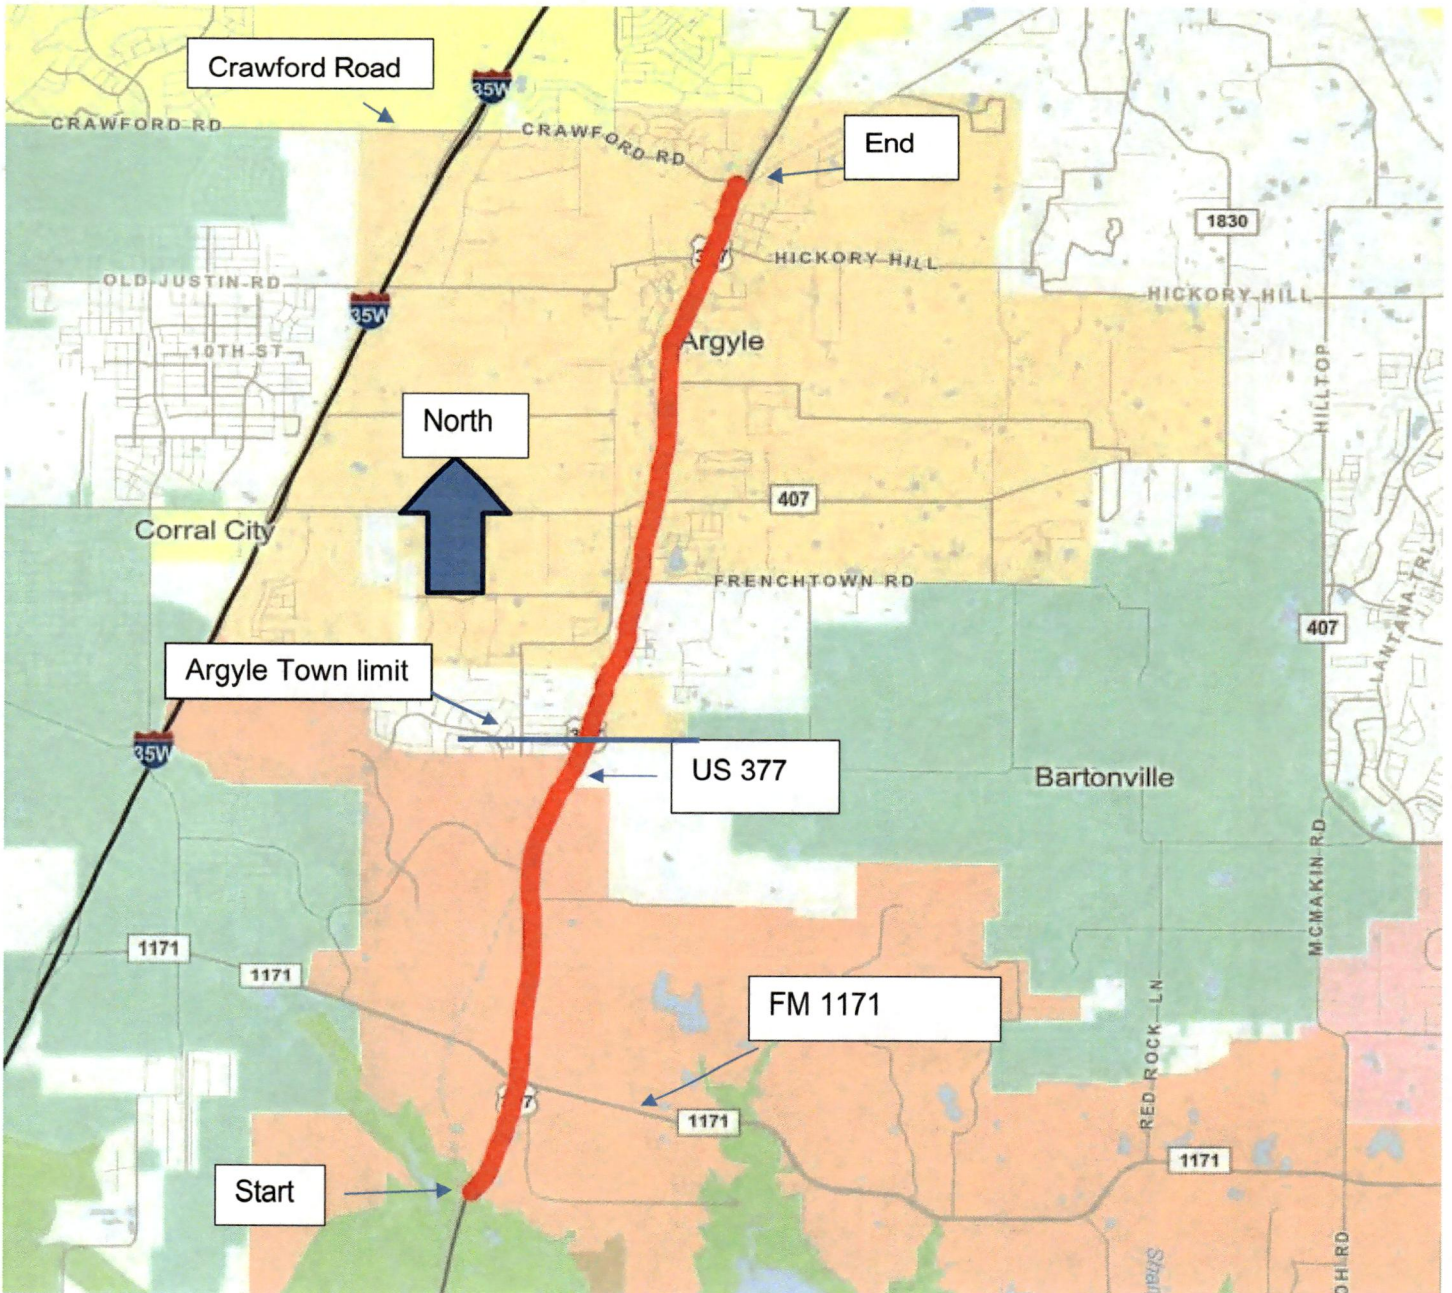 Crawford Road
35W
CRAWFORD RD
CRAWFORD RD
End
1830
HICKORY HILL
OLD JUSTIN RD
HICKORY HILL
35W
Argyle
10TH ST
HILLTOP
North
407
Corral City
FRENCHTOWN RD
407
LANTANA TRL
Argyle Town limit
35W
US 377
Bartonville
MCMAKIN RD
1171
1171
FM 1171
RED ROCK LN
1171
1171
Start